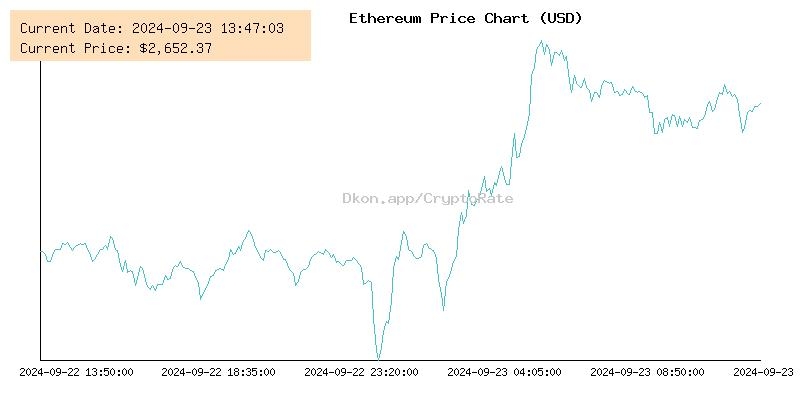 Ethereum Price Chart (USD)
Current Date: 2024-09-23 13:47:03
Current Price: $2,652.37
Dkon.app/CryptoRate
2024-09-22 13:50:00 2024-09-22 18:35:00 2024-09-22 23:20:00 2024-09-23 04:05:00 2024-09-23 08:50:00 2024-09-23